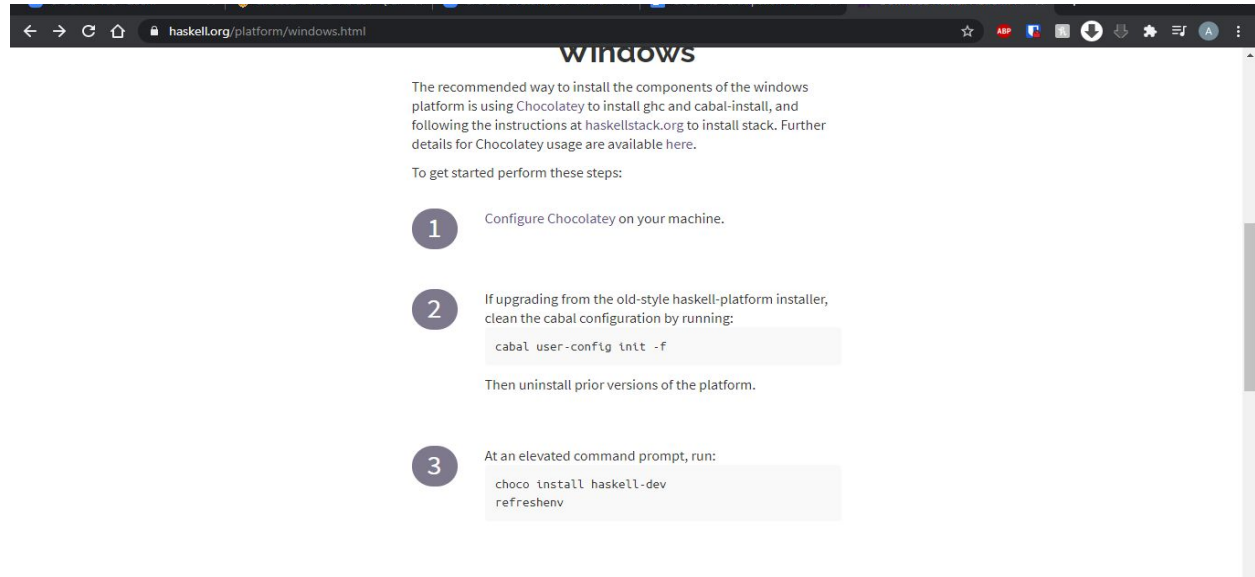 haskell.org/platform/windows.html
ABP
A
Windows
The recommended way to install the components of the windows
platform is using Chocolatey to install ghc and cabal-install, and
following the instructions at haskellstack.org to install stack. Further
details for Chocolatey usage are available here.
To get started perform these steps:
1
Configure Chocolatey on your machine.
2
If upgrading from the old-style haskell-platform installer,
clean the cabal configuration by running:
cabal user-config init -f
Then uninstall prior versions of the platform.
3
At an elevated command prompt, run:
choco install haskell-dev
refreshenv